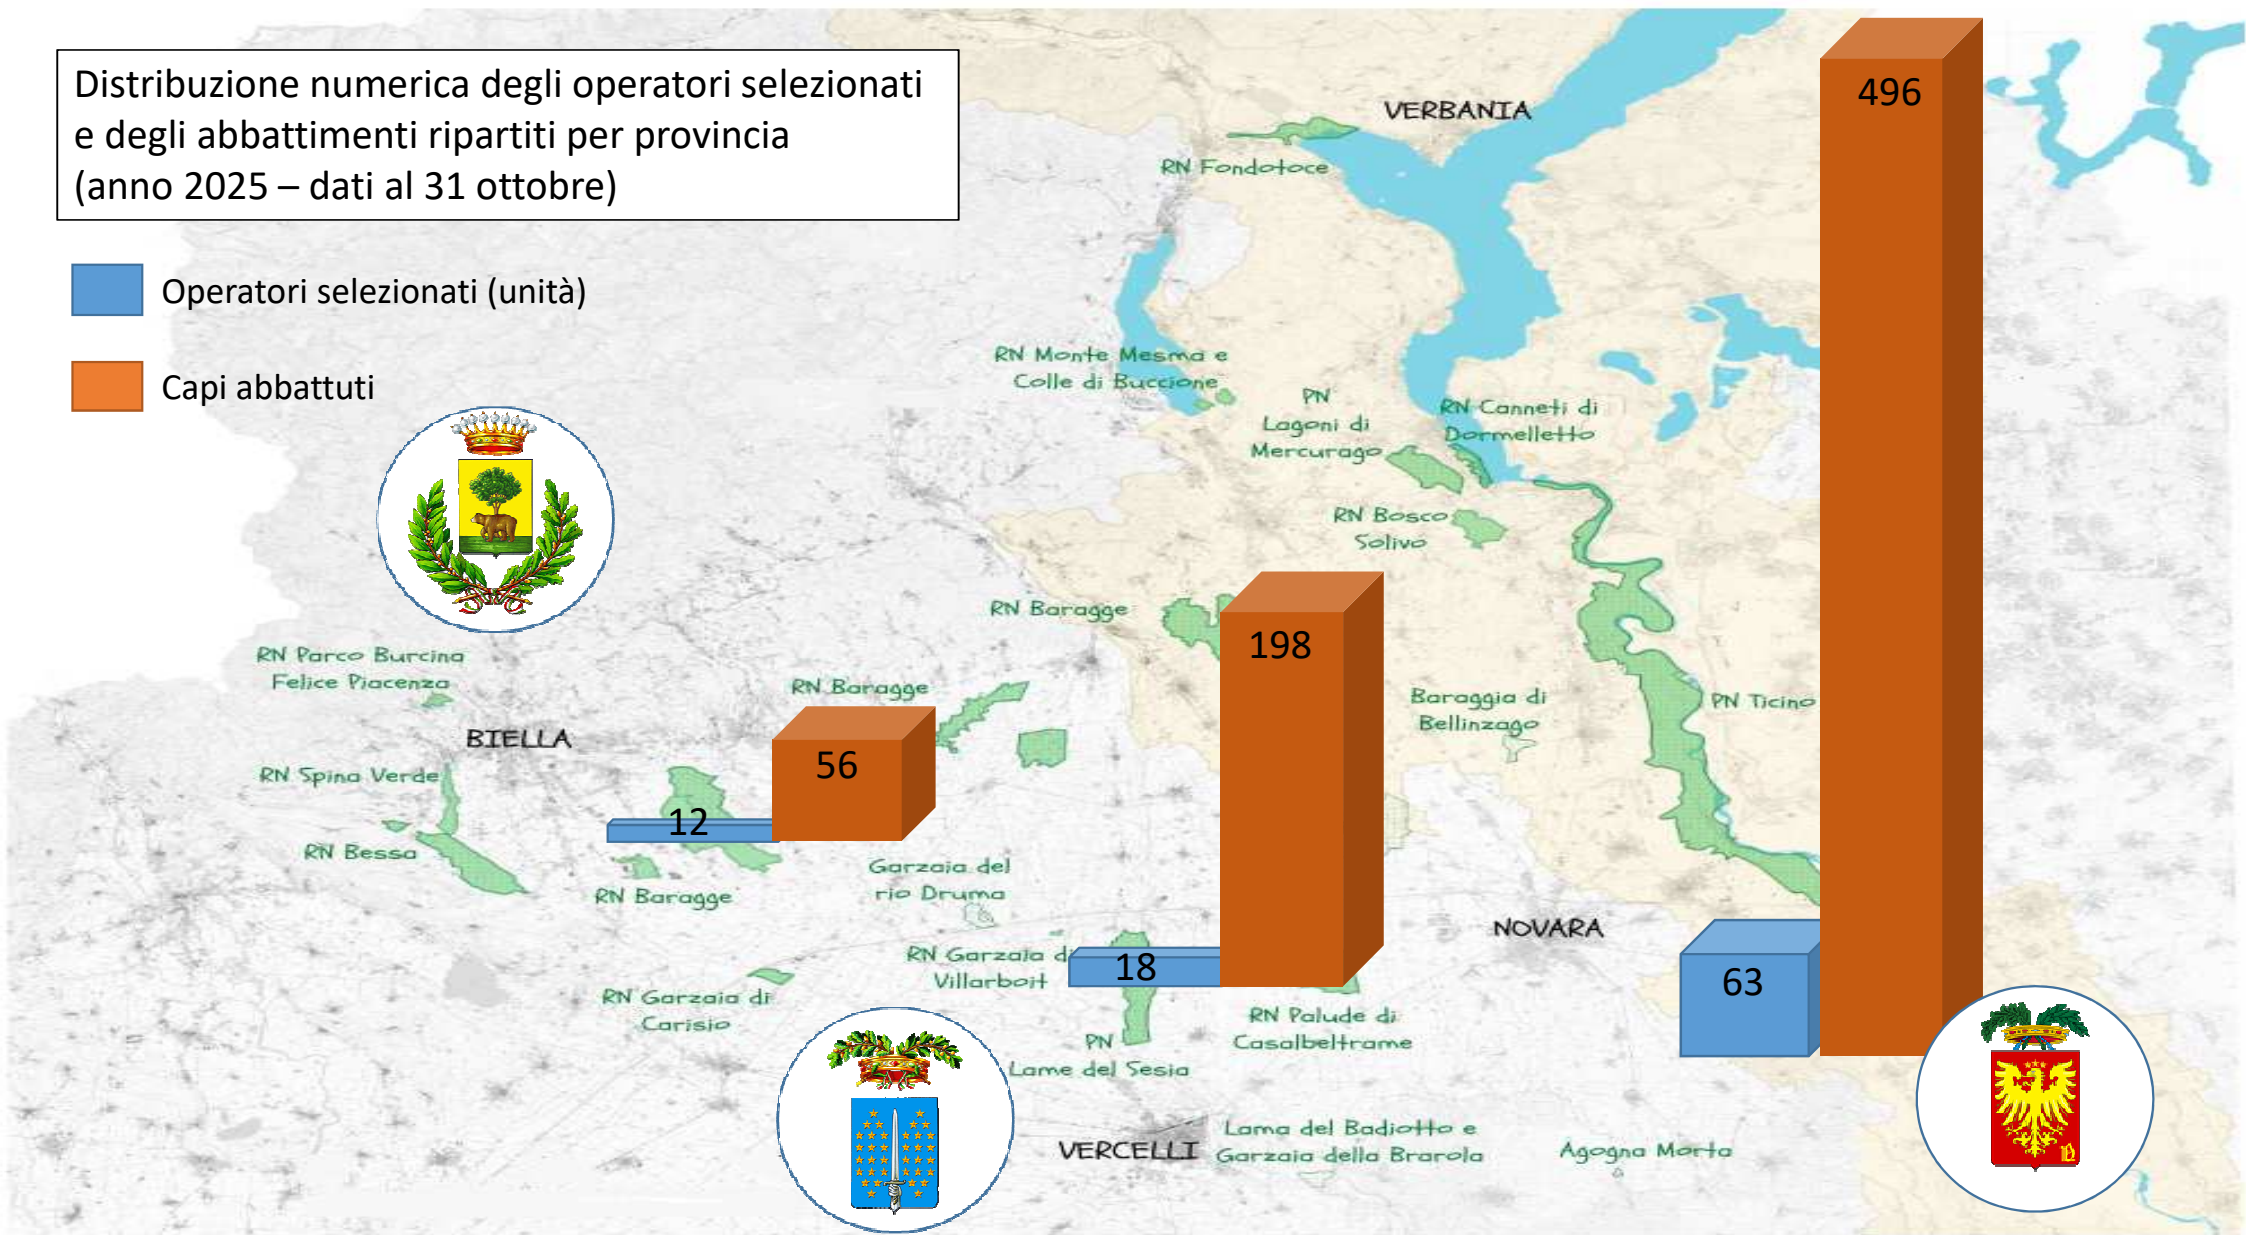 Distribuzione numerica degli operatori selezionati
e degli abbattimenti ripartiti per provincia
(anno 2025 – dati al 31 ottobre)
Operatori selezionati (unità)
Capi abbattuti
VERBANIA
RN Fondotoce
496
RN Monte Mesma e
Colle di Buccione
PN
Lagoni di
Mercurago
RN Canneti di
Dormelletto
RN Bosco
Solivo
RN Baragge
198
RN Parco Burcina
Felice Piacenza
RN Baragge
Baraggia di
Bellinzago
PN Ticino
BIELLA
RN Spina Verde
56
12
RN Bessa
RN Baragge
Garzaia del
rio Druma
NOVARA
RN Garzaia di
Villarboit
18
63
RN Garzaia di
Carisio
RN Palude di
Casalbeltrame
PN
Lame del Sesia
VERCELLI
Lama del Badiotto e
Garzaia della Brarola
Agogna Morta